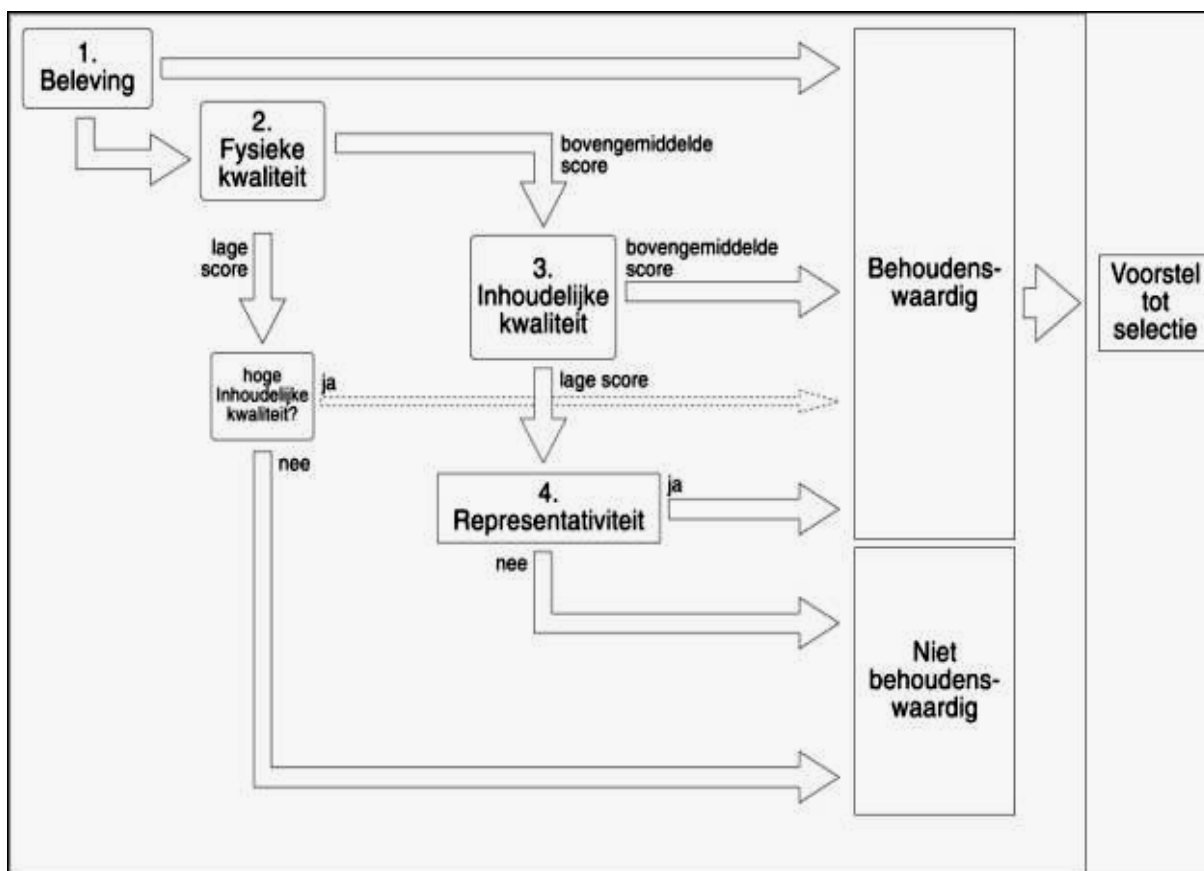 1.
Beleving
2.
Fysieke
kwaliteit
bovengemiddelde
score
lage
score
3.
Inhoudelijke
kwaliteit
bovengemiddelde
score
Behoudens-
waardig
Voorstel
tot
selectie
hoge
Inhoudelijke
kwaliteit?
ja
lage score
nee
4.
Representativiteit
ja
nee
Niet
behoudens-
waardig